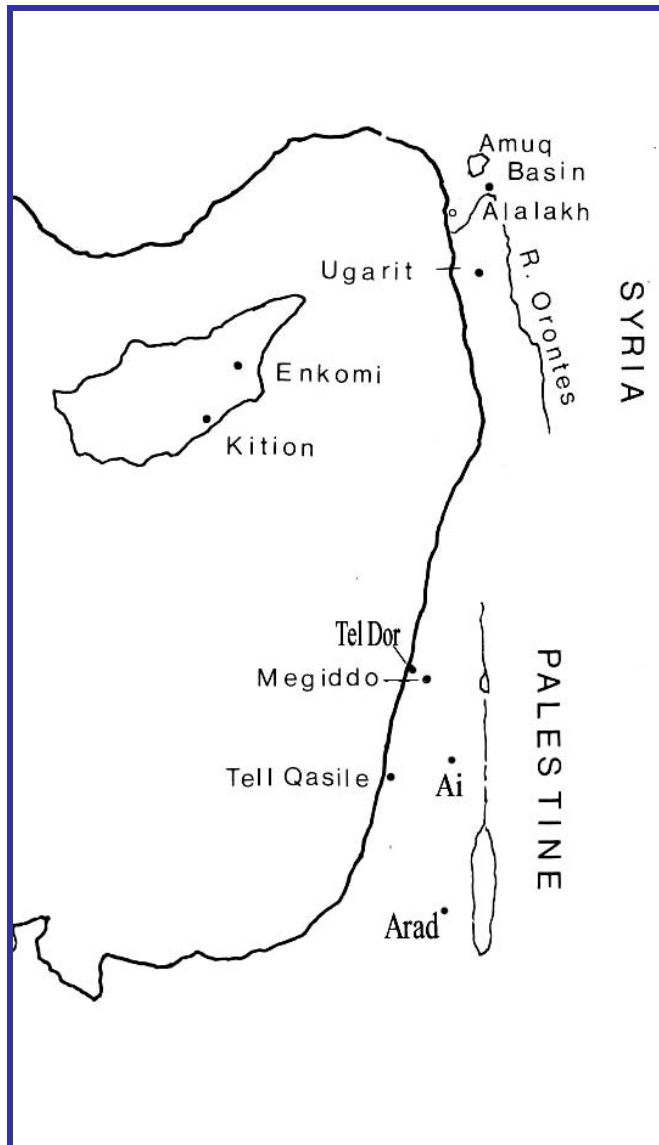 Amuq
Basin
Alalakh
Ugarit
R. Orontes
SYRIA
Enkomi
Kition
Tel Dor
Megiddo
PALESTINE
Tell Qasile
Ai
Arad